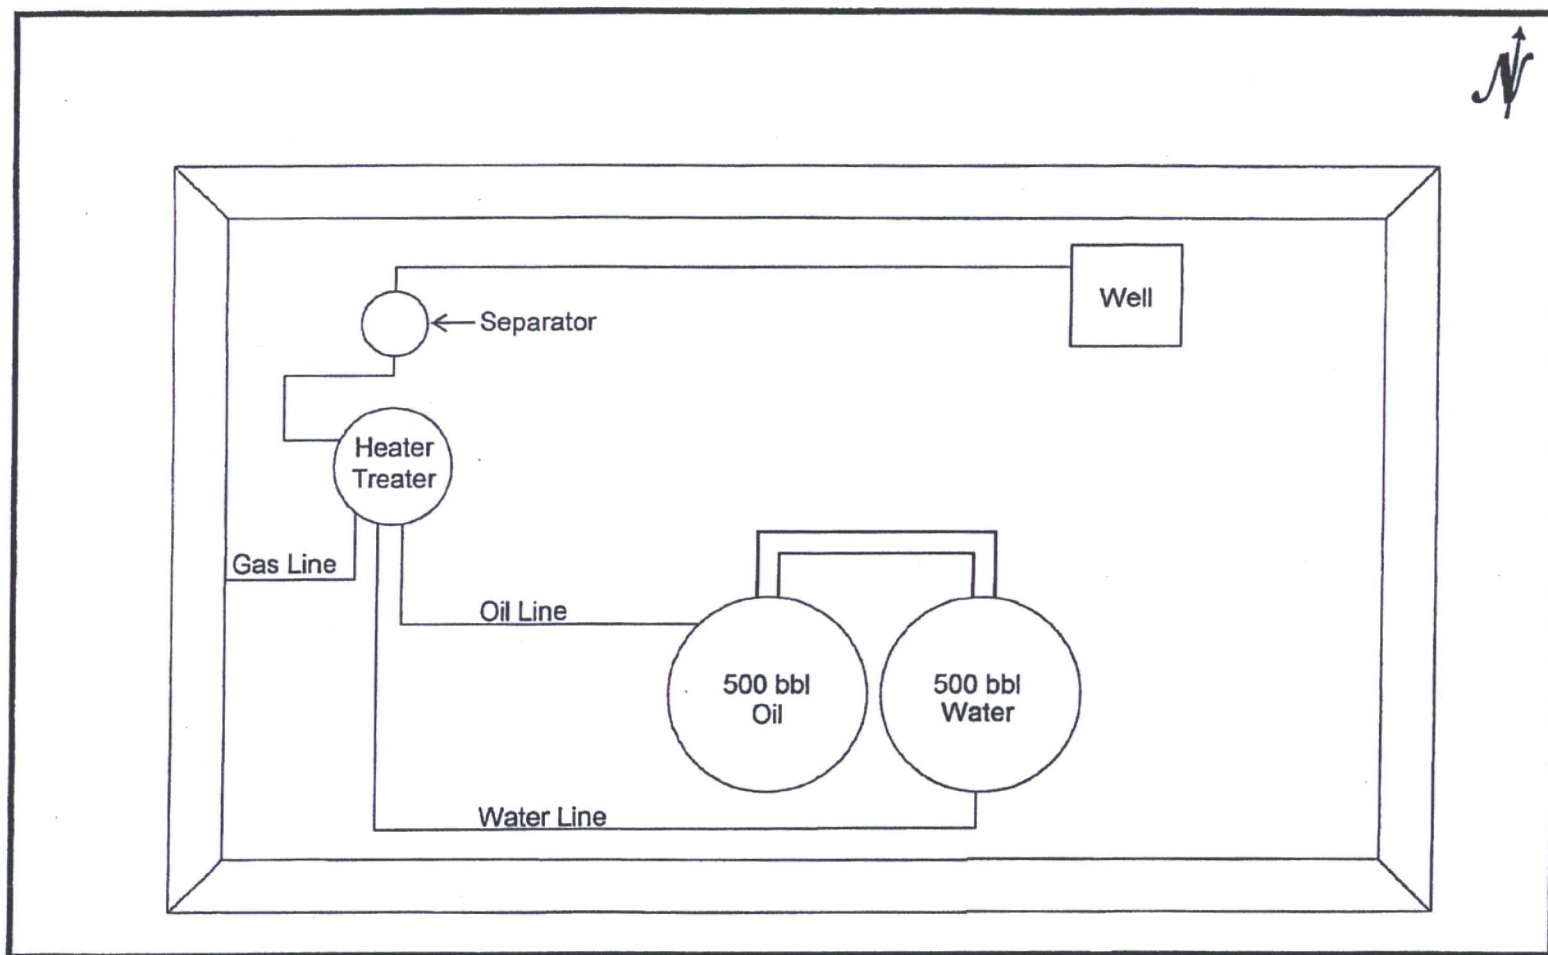 N
Well
Separator
Heater
Treater
Gas Line
Oil Line
500 bbl
Oil
500 bbl
Water
Water Line